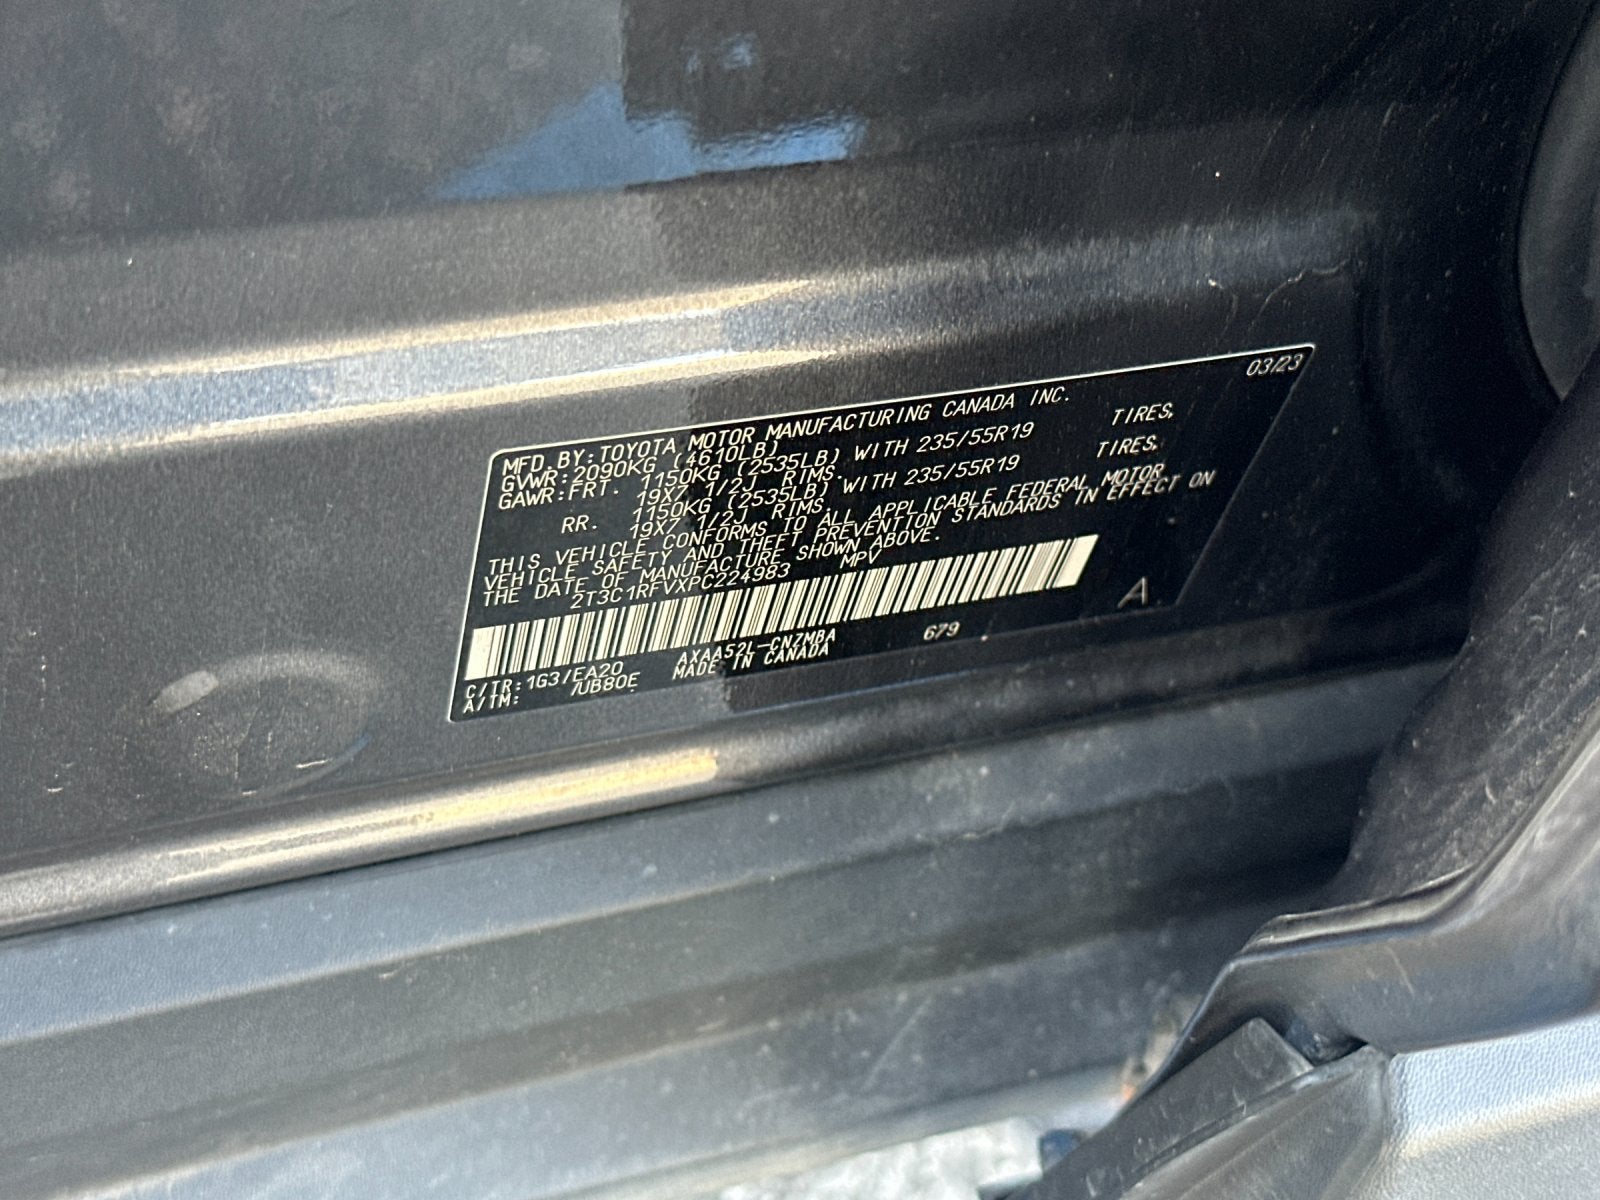 03/23
MFD.BY:TOYOTA MOTOR MANUFACTURING CANADA INC.
GVWR:2090KG (4610LB)
GAWR:FRT. 1150KG (2535LB) WITH 235/55R19 TIRES,
19X7 1/2J RIMS.
RR. 1150KG (2535LB) WITH 235/55R19 TIRES,
19X7 1/2J RIMS.
THIS VEHICLE CONFORMS TO ALL APPLICABLE FEDERAL MOTOR
VEHICLE SAFETY AND THEFT PREVENTION STANDARDS IN EFFECT ON
THE DATE OF MANUFACTURE SHOWN ABOVE.
2T3C1RFVXPC224983 MPV
A
C/TR:1G3/EA20 AXAA52L-CNZMBA 679
A/TM: /UB80E MADE IN CANADA